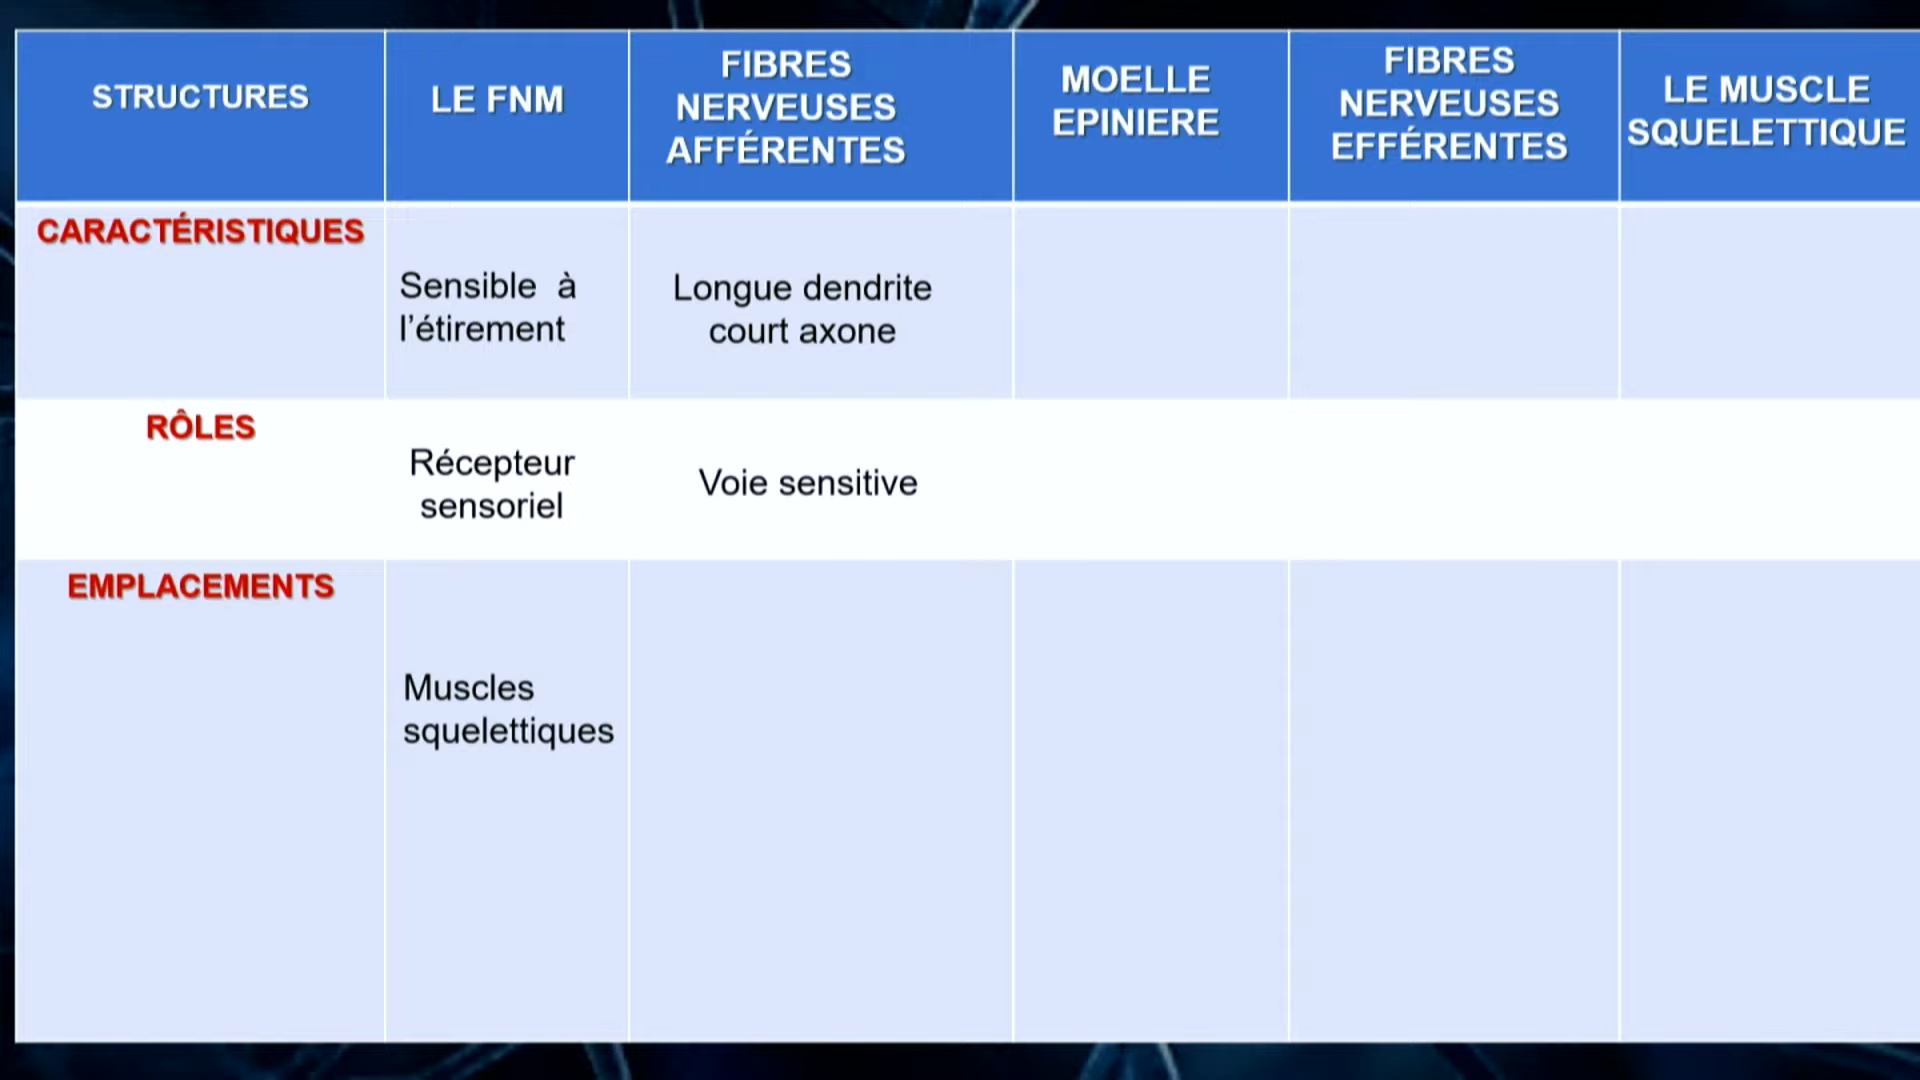 STRUCTURES
LE FNM
FIBRES
NERVEUSES
AFFÉRENTES
MOELLE
EPINIERE
FIBRES
NERVEUSES
EFFÉRENTES
LE MUSCLE
SQUELETTIQUE
CARACTÉRISTIQUES
Sensible à
l’étirement
Longue dendrite
court axone
RÔLES
Récepteur
sensoriel
Voie sensitive
EMPLACEMENTS
Muscles
squelettiques